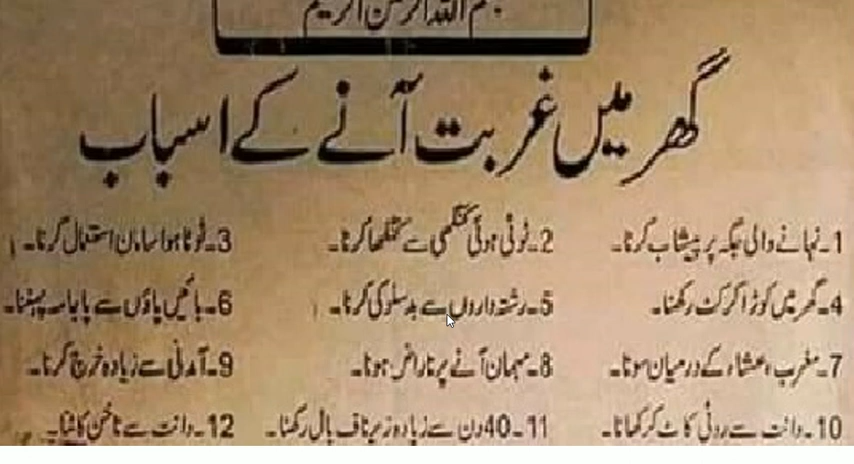 بسم اللہ الرحمن الرحیم
گھر میں غربت آنے کے اسباب
1۔نہانے والی جگہ پر پیشاب کرنا۔ 2۔ٹوٹی ہوئی کنگھی سے کنگھا کرنا۔ 3۔ٹوٹا ہوا سامان استعمال کرنا۔
4۔گھر میں کوڑا کرکٹ رکھنا۔ 5۔رشتہ داروں سے بدسلوکی کرنا۔ 6۔بائیں پاؤں سے پاجامہ پہننا۔
7۔مغرب، عشاء کے درمیان سونا۔ 8۔مہمان آنے پر ناراض ہونا۔ 9۔آمدنی سے زیادہ خرچ کرنا۔
10۔دانت سے روٹی کاٹ کر کھانا۔ 11۔40دن سے زیادہ زیر ناف بال رکھنا۔ 12۔دانت سے ناخن کاٹنا۔